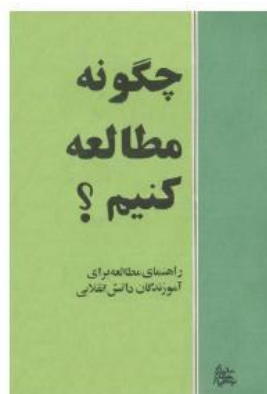 چگونه
مطالعه
کنیم ؟
راهنمای مطالعه برای
آموزندگان دانش انقلابی